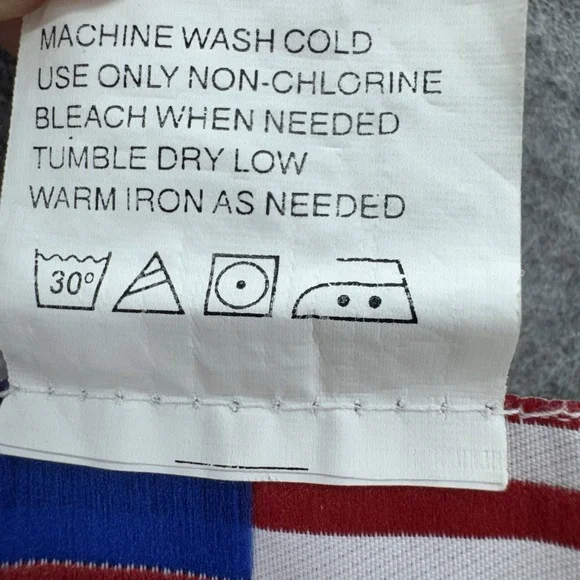 MACHINE WASH COLD
USE ONLY NON-CHLORINE
BLEACH WHEN NEEDED
TUMBLE DRY LOW
WARM IRON AS NEEDED
30°